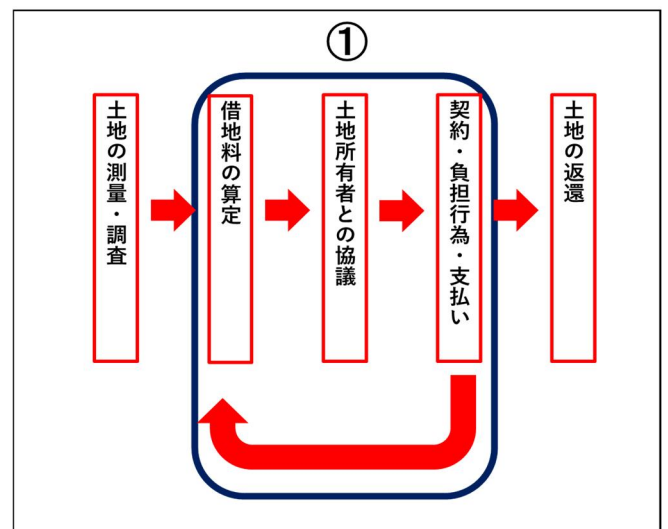 ①
土地の測量・調査
借地料の算定
土地所有者との協議
契約・負担行為・支払い
土地の返還